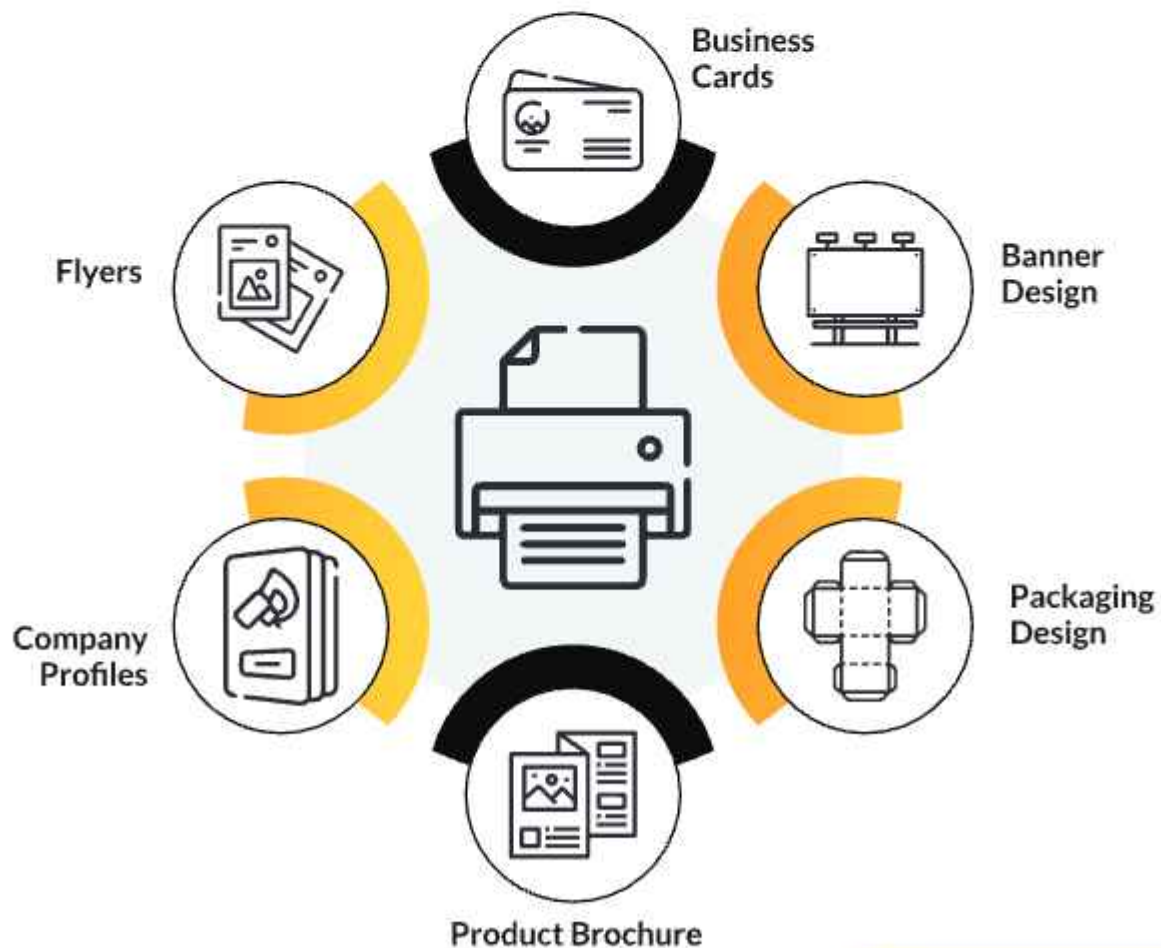 Business
Cards
Flyers
Banner
Design
Company
Profiles
Packaging
Design
Product Brochure